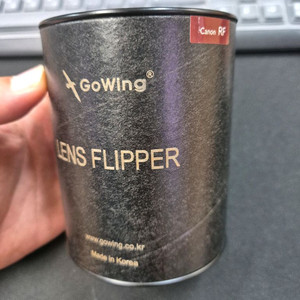 Canon RF
GoWing®
LENS FLIPPER
www.gowing.co.kr
Made in Korea